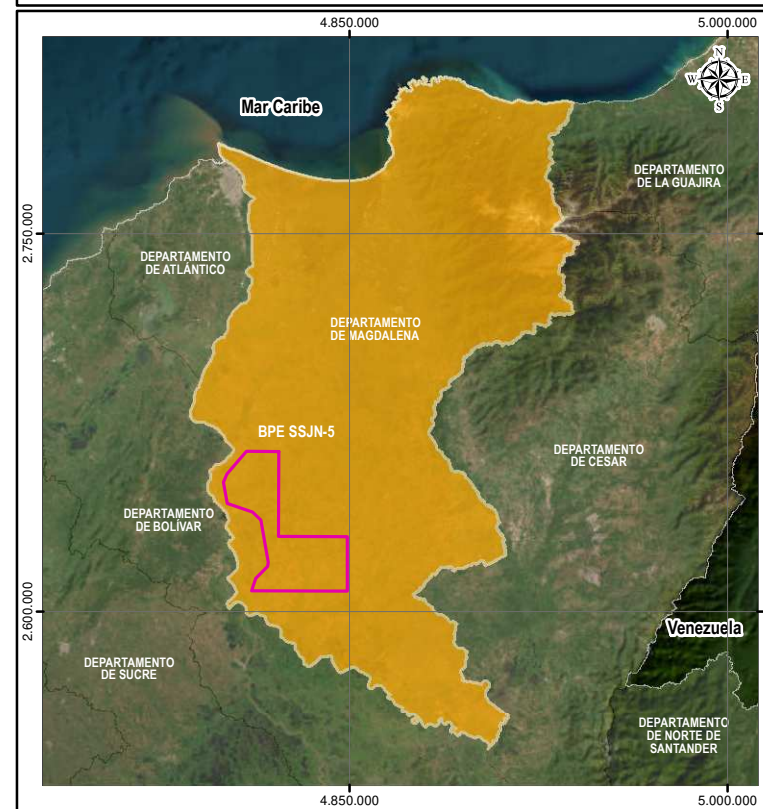 4.850.000
5.000.000
N
W
E
S
Mar Caribe
DEPARTAMENTO
DE LA GUAJIRA
2.750.000
DEPARTAMENTO
DE ATLÁNTICO
DEPARTAMENTO
DE MAGDALENA
BPE SSJN-5
DEPARTAMENTO
DE CESAR
DEPARTAMENTO
DE BOLÍVAR
2.600.000
Venezuela
DEPARTAMENTO
DE SUCRE
DEPARTAMENTO
DE NORTE DE
SANTANDER
4.850.000
5.000.000